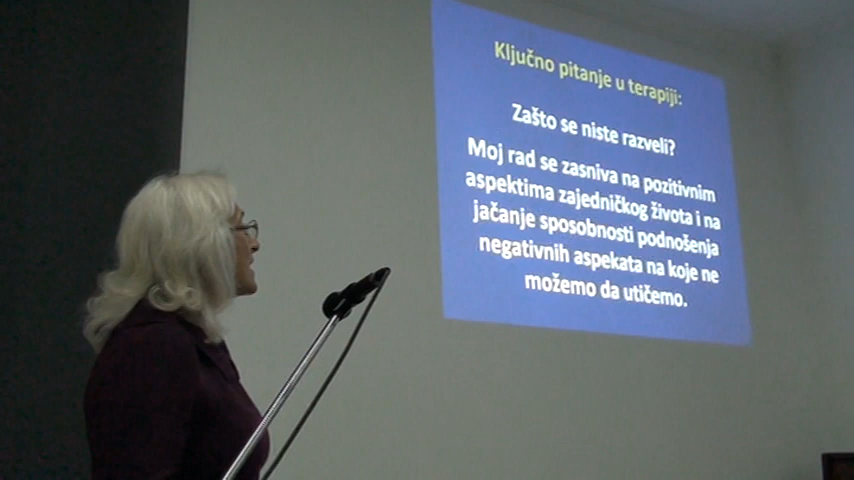 Ključno pitanje u terapiji:
Zašto se niste razveli?
Moj rad se zasniva na pozitivnim
aspektima zajedničkog života i na
jačanje sposobnosti podnošenja
negativnih aspekata na koje ne
možemo da utičemo.